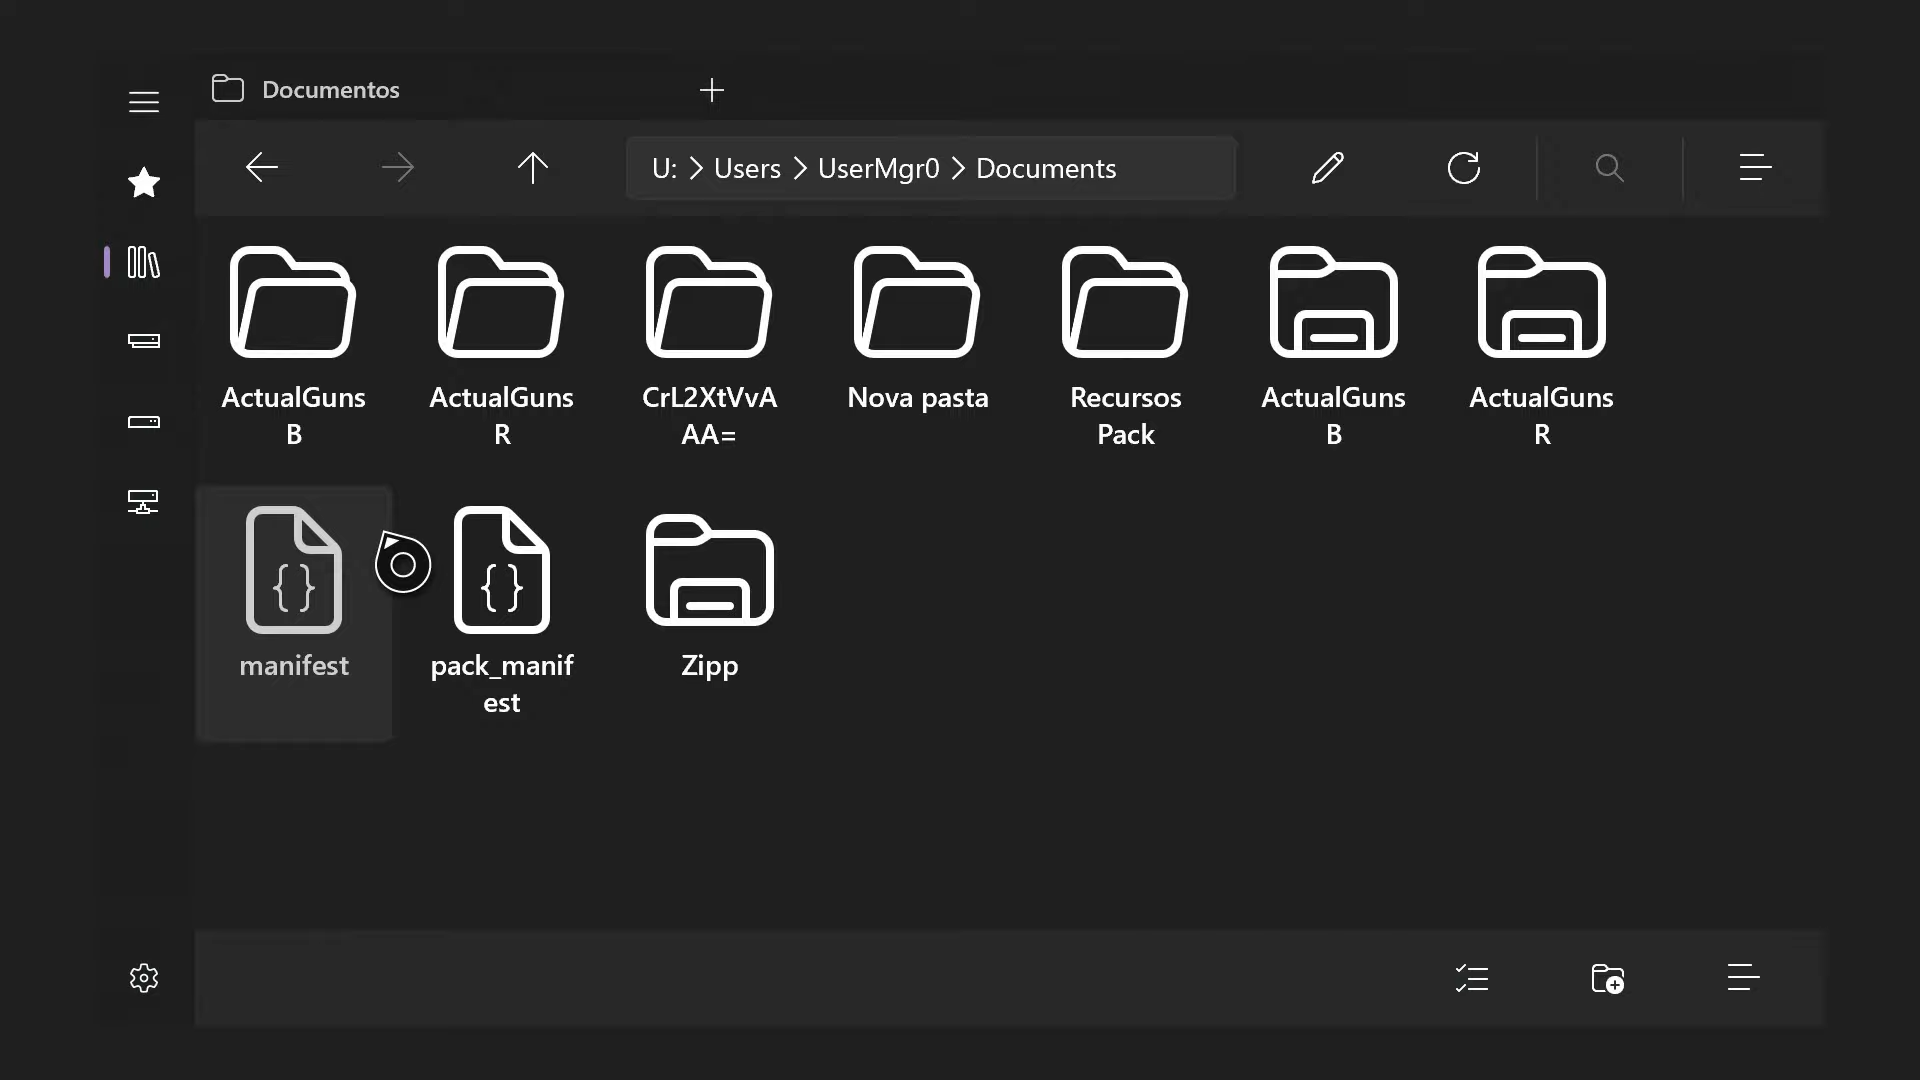 Documentos
U: > Users > UserMgr0 > Documents
ActualGuns
B
ActualGuns
R
CrL2XtVvA
AA=
Nova pasta
Recursos
Pack
ActualGuns
B
ActualGuns
R
{}
manifest
{}
pack_manif
est
Zipp